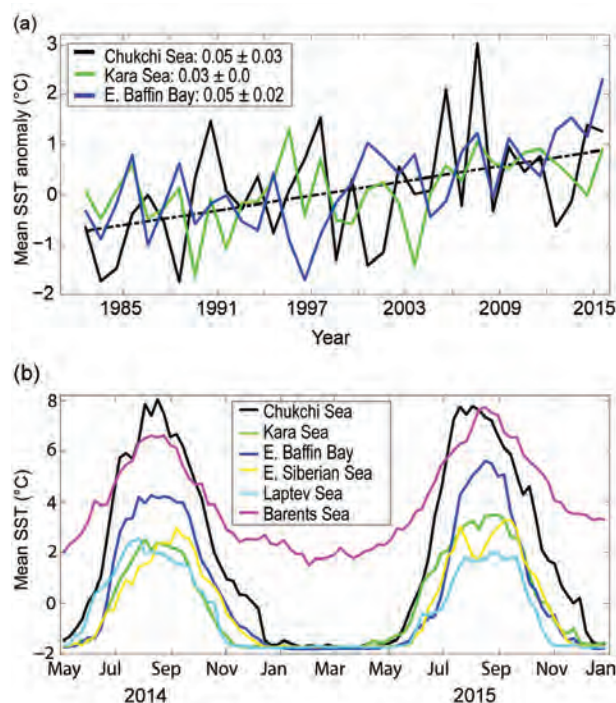 (a)
3
2
1
0
−1
−2
Mean SST anomaly (°C)
Chukchi Sea: 0.05 ± 0.03
Kara Sea: 0.03 ± 0.0
E. Baffin Bay: 0.05 ± 0.02
1985 1991 1997 2003 2009 2015
Year
(b)
8
6
4
2
0
−2
Mean SST (°C)
Chukchi Sea
Kara Sea
E. Baffin Bay
E. Siberian Sea
Laptev Sea
Barents Sea
May Jul Sep Nov Jan Mar May Jul Sep Nov Jan
2014 2015